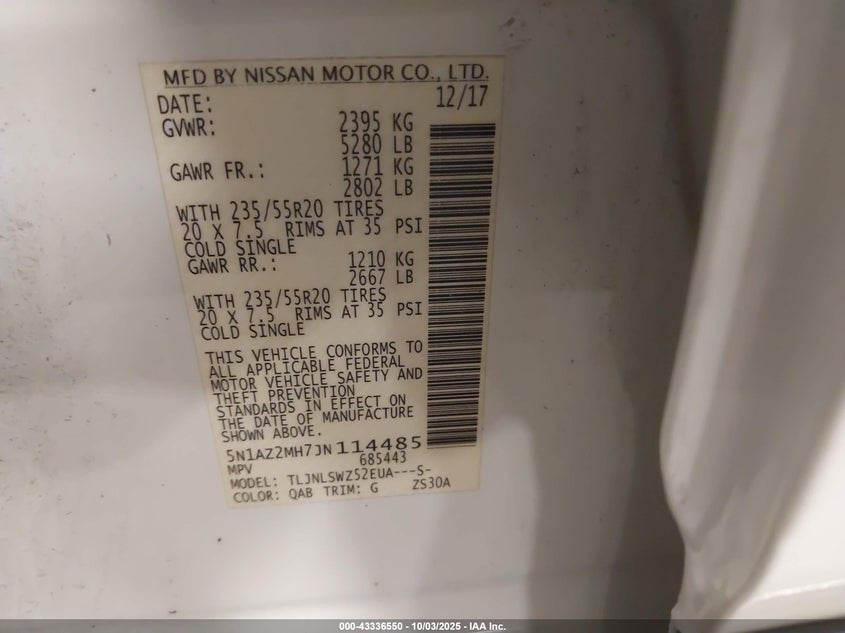 MFD BY NISSAN MOTOR CO., LTD.
DATE: 12/17
GVWR: 2395 KG
5280 LB
GAWR FR.: 1271 KG
2802 LB
WITH 235/55R20 TIRES
20 X 7.5 RIMS AT 35 PSI
COLD SINGLE
GAWR RR.: 1210 KG
2667 LB
WITH 235/55R20 TIRES
20 X 7.5 RIMS AT 35 PSI
COLD SINGLE
THIS VEHICLE CONFORMS TO
ALL APPLICABLE FEDERAL
MOTOR VEHICLE SAFETY AND
THEFT PREVENTION
STANDARDS IN EFFECT ON
THE DATE OF MANUFACTURE
SHOWN ABOVE.
5N1AZ2MH7JN114485
MPV 685443
MODEL: TLJNLSWZ52EUA---S-
COLOR: QAB TRIM: G ZS30A
000-43336550 - 10/03/2025 - IAA Inc.